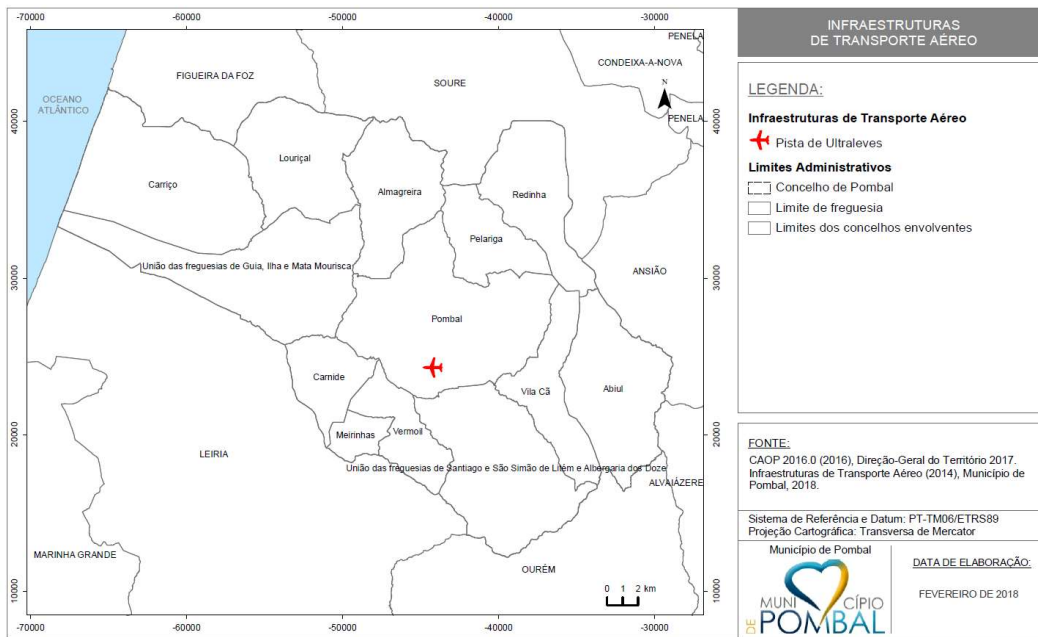 -70000
-60000
-50000
-40000
-30000
PENELA
CONDEIXA-A-NOVA
FIGUEIRA DA FOZ
SOURE
OCEANO
ATLÂNTICO
N
PENELA
40000
40000
Louriçal
Carriço
Almagreira
Redinha
Pelariga
União das freguesias de Guia, Ilha e Mata Mourisca
ANSIÃO
30000
30000
Pombal
Carnide
Vila Cã
Abiul
20000
20000
Meirinhas
Vermoil
LEIRIA
União das freguesias de Santiago e São Simão de Litém e Albergaria dos Doze
ALVAIÁZERE
MARINHA GRANDE
OURÉM
10000
10000
0 1 2 km
-70000
-60000
-50000
-40000
-30000
INFRAESTRUTURAS
DE TRANSPORTE AÉREO
LEGENDA:
Infraestruturas de Transporte Aéreo
Pista de Ultraleves
Limites Administrativos
Concelho de Pombal
Limite de freguesia
Limites dos concelhos envolventes
FONTE:
CAOP 2016.0 (2016), Direção-Geral do Território 2017.
Infraestruturas de Transporte Aéreo (2014), Município de
Pombal, 2018.
Sistema de Referência e Datum: PT-TM06/ETRS89
Projeção Cartográfica: Transversa de Mercator
Município de Pombal
MUNICÍPIO
DE POMBAL
DATA DE ELABORAÇÃO:
FEVEREIRO DE 2018